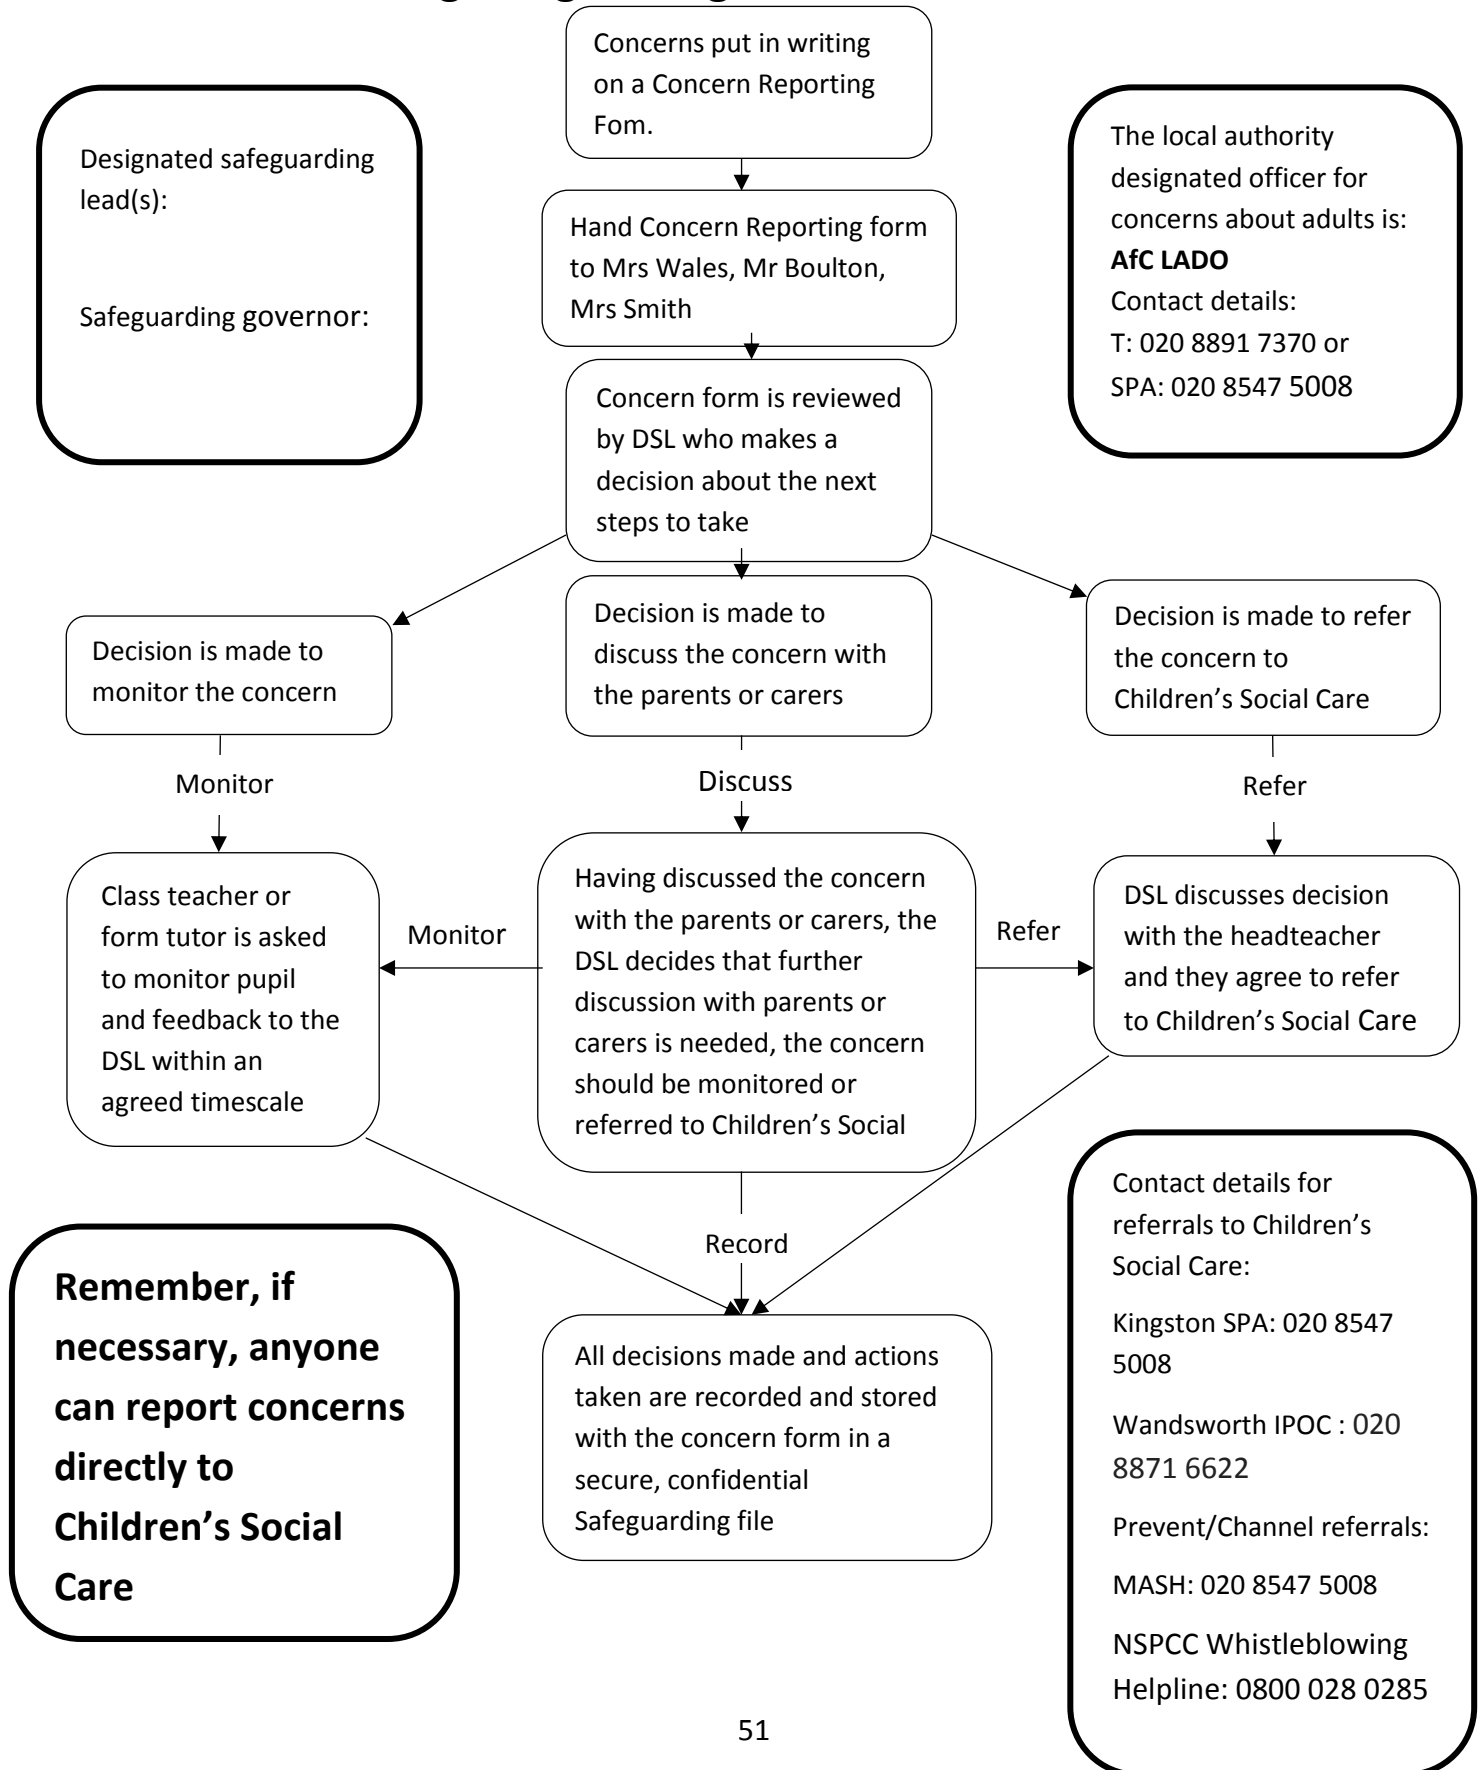 Concerns put in writing
on a Concern Reporting
Fom.
Designated safeguarding
lead(s):
Safeguarding governor:
The local authority
designated officer for
concerns about adults is:
AfC LADO
Contact details:
T: 020 8891 7370 or
SPA: 020 8547 5008
Hand Concern Reporting form
to Mrs Wales, Mr Boulton,
Mrs Smith
Concern form is reviewed
by DSL who makes a
decision about the next
steps to take
Decision is made to
monitor the concern
Decision is made to
discuss the concern with
the parents or carers
Decision is made to refer
the concern to
Children’s Social Care
Monitor
Discuss
Refer
Class teacher or
form tutor is asked
to monitor pupil
and feedback to the
DSL within an
agreed timescale
Monitor
Having discussed the concern
with the parents or carers, the
DSL decides that further
discussion with parents or
carers is needed, the concern
should be monitored or
referred to Children’s Social
Refer
DSL discusses decision
with the headteacher
and they agree to refer
to Children’s Social Care
Record
Remember, if
necessary, anyone
can report concerns
directly to
Children’s Social
Care
All decisions made and actions
taken are recorded and stored
with the concern form in a
secure, confidential
Safeguarding file
Contact details for
referrals to Children’s
Social Care:
Kingston SPA: 020 8547
5008
Wandsworth IPOC : 020
8871 6622
Prevent/Channel referrals:
MASH: 020 8547 5008
NSPCC Whistleblowing
Helpline: 0800 028 0285
51